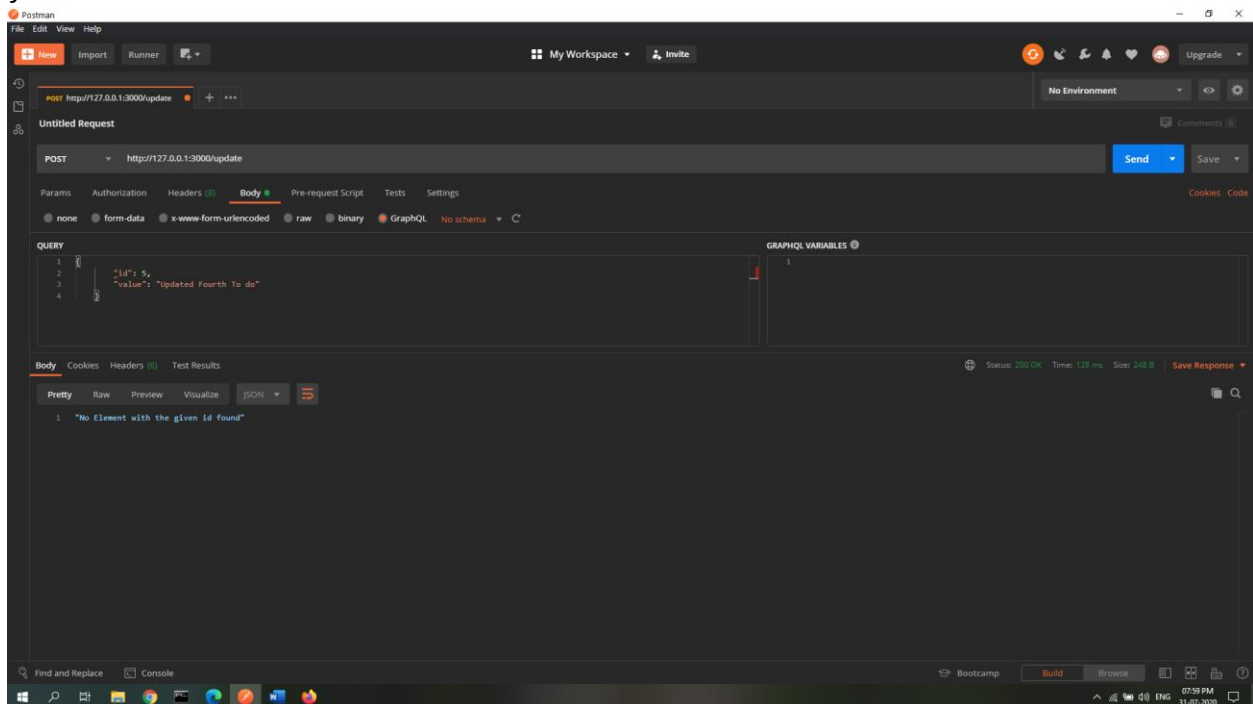 Postman
File Edit View Help
New Import Runner My Workspace Invite Upgrade
POST http://127.0.0.1:3000/update + ••• No Environment
Untitled Request Comments 0
POST http://127.0.0.1:3000/update Send Save
Params Authorization Headers (8) Body Pre-request Script Tests Settings Cookies Code
none form-data x-www-form-urlencoded raw binary GraphQL No schema
QUERY GRAPHQL VARIABLES
1 { 1
2 "id": 5,
3 "value": "Updated Fourth To do"
4 }
Body Cookies Headers (6) Test Results Status: 200 OK Time: 128 ms Size: 248 B Save Response
Pretty Raw Preview Visualize JSON
1 "No Element with the given id found"
Find and Replace Console Bootcamp Build Browse
ENG 07:59 PM
31-07-2020